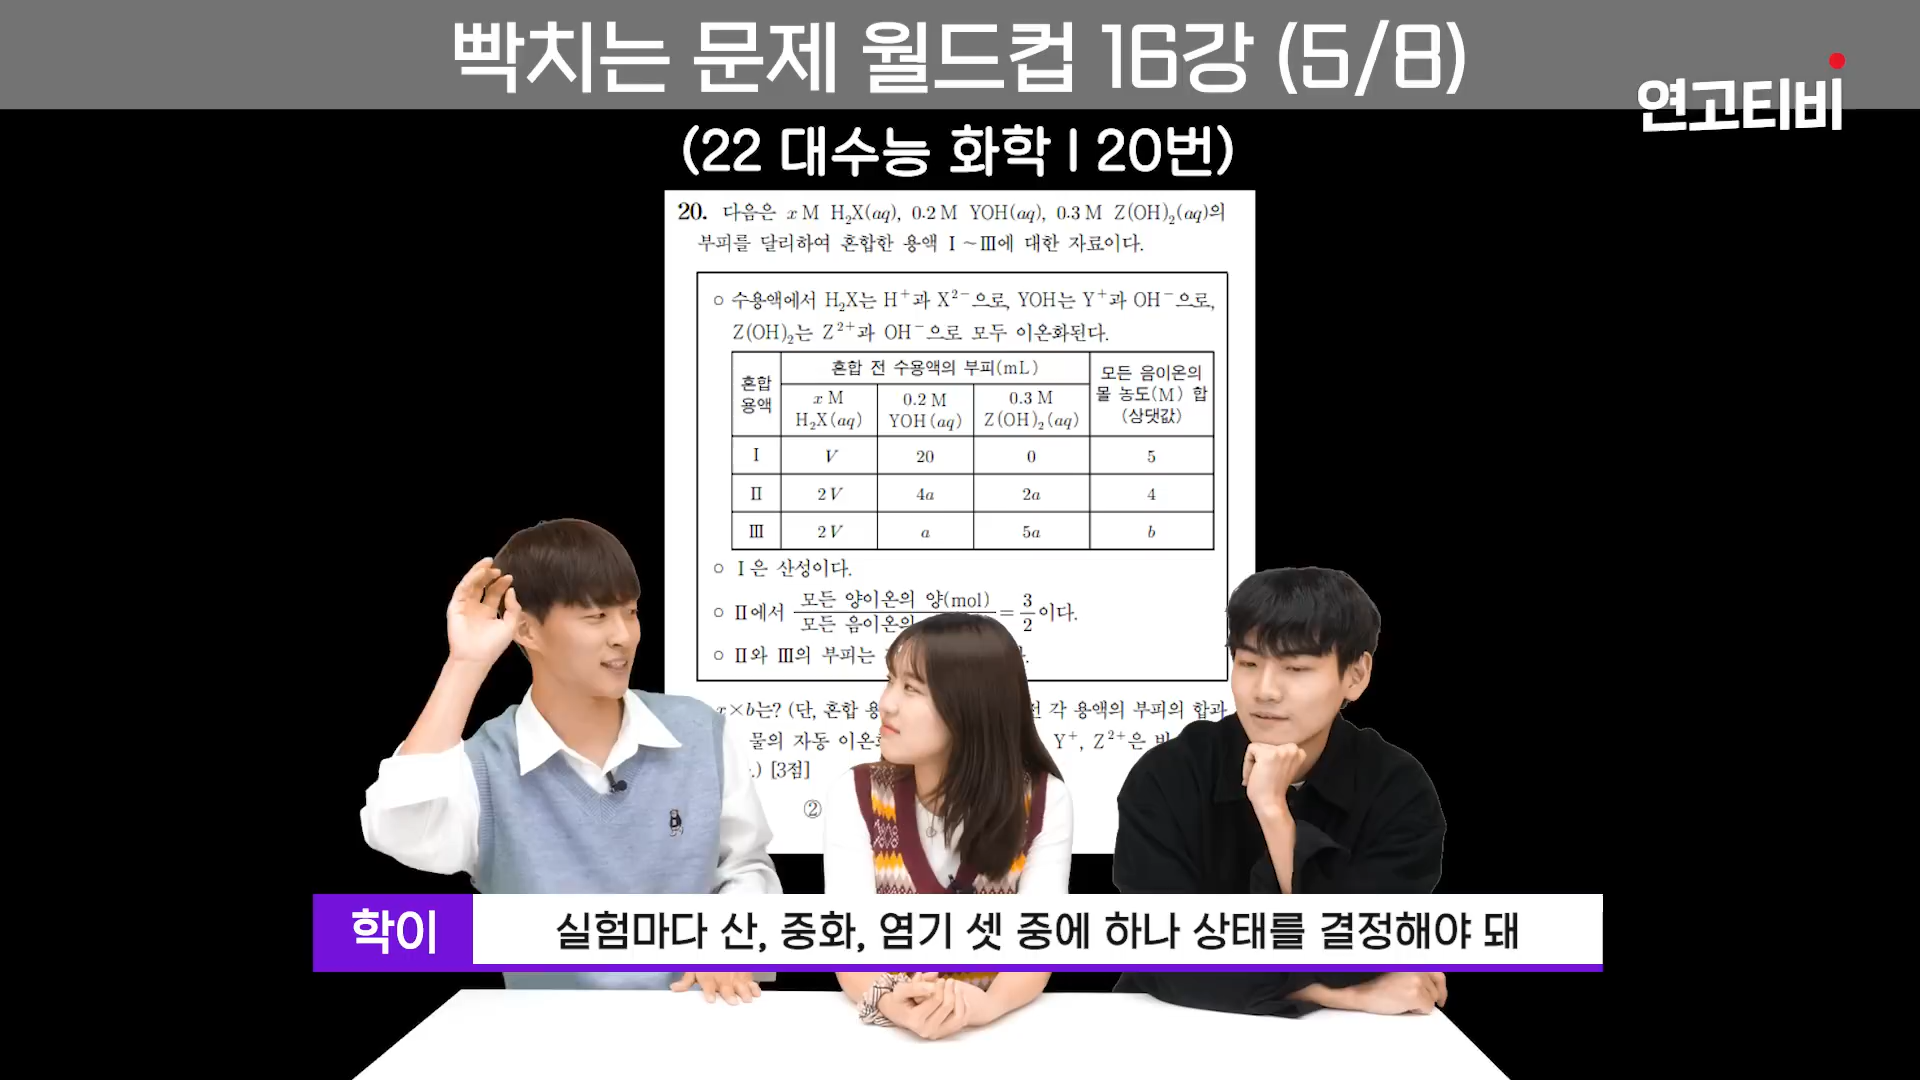 빡치는 문제 월드컵 16강 (5/8)
연고티비
(22 대수능 화학 I 20번)
20. 다음은 x M H₂X(aq), 0.2 M YOH(aq), 0.3 M Z(OH)₂(aq)의
부피를 달리하여 혼합한 용액 Ⅰ~Ⅲ에 대한 자료이다.
○ 수용액에서 H₂X는 H⁺과 X²⁻으로, YOH는 Y⁺과 OH⁻으로,
Z(OH)₂는 Z²⁺과 OH⁻으로 모두 이온화된다.
혼합 용액 혼합 전 수용액의 부피(mL) 모든 음이온의 몰 농도(M) 합 (상댓값)
x M H₂X(aq) 0.2 M YOH(aq) 0.3 M Z(OH)₂(aq)
Ⅰ V 20 0 5
Ⅱ 2V 4a 2a 4
Ⅲ 2V a 5a b
○ Ⅰ은 산성이다.
○ Ⅱ에서 모든 양이온의 양(mol) / 모든 음이온의 = 3/2 이다.
○ Ⅱ와 Ⅲ의 부피는
x×b는? (단, 혼합 각 용액의 부피의 합과
물의 자동 Y⁺, Z²⁺은
[3점]
②
학이 실험마다 산, 중화, 염기 셋 중에 하나 상태를 결정해야 돼